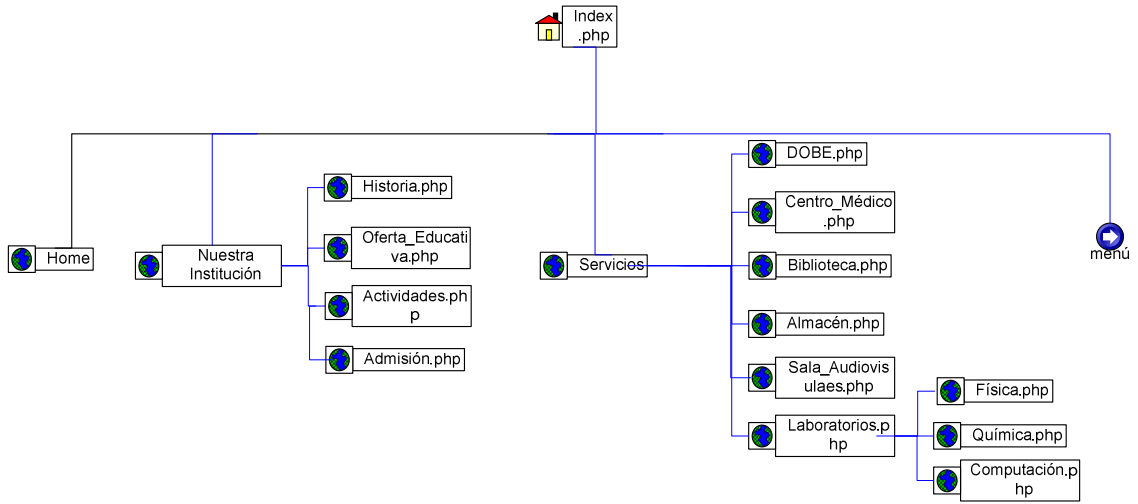 Index
.php
Home
Nuestra
Institución
Historia.php
Oferta_Educati
va.php
Actividades.ph
p
Admisión.php
Servicios
DOBE.php
Centro_Médico
.php
Biblioteca.php
Almacén.php
Sala_Audiovis
ulaes.php
Laboratorios.p
hp
Física.php
Química.php
Computación.p
hp
menú